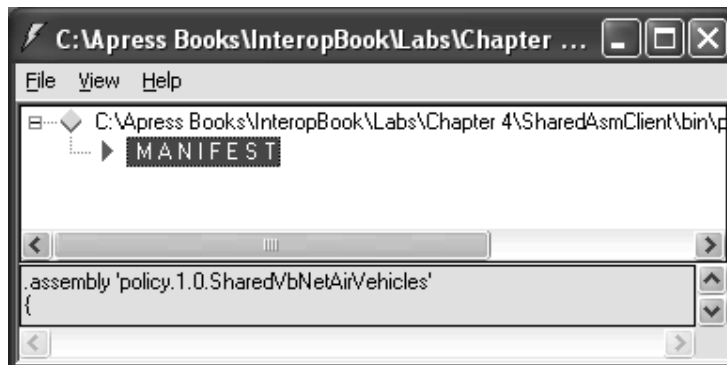 C:\Apress Books\InteropBook\Labs\Chapter ...
File View Help
C:\Apress Books\InteropBook\Labs\Chapter 4\SharedAsmClient\bin\p
MANIFEST
.assembly 'policy.1.0.SharedVbNetAirVehicles'
{